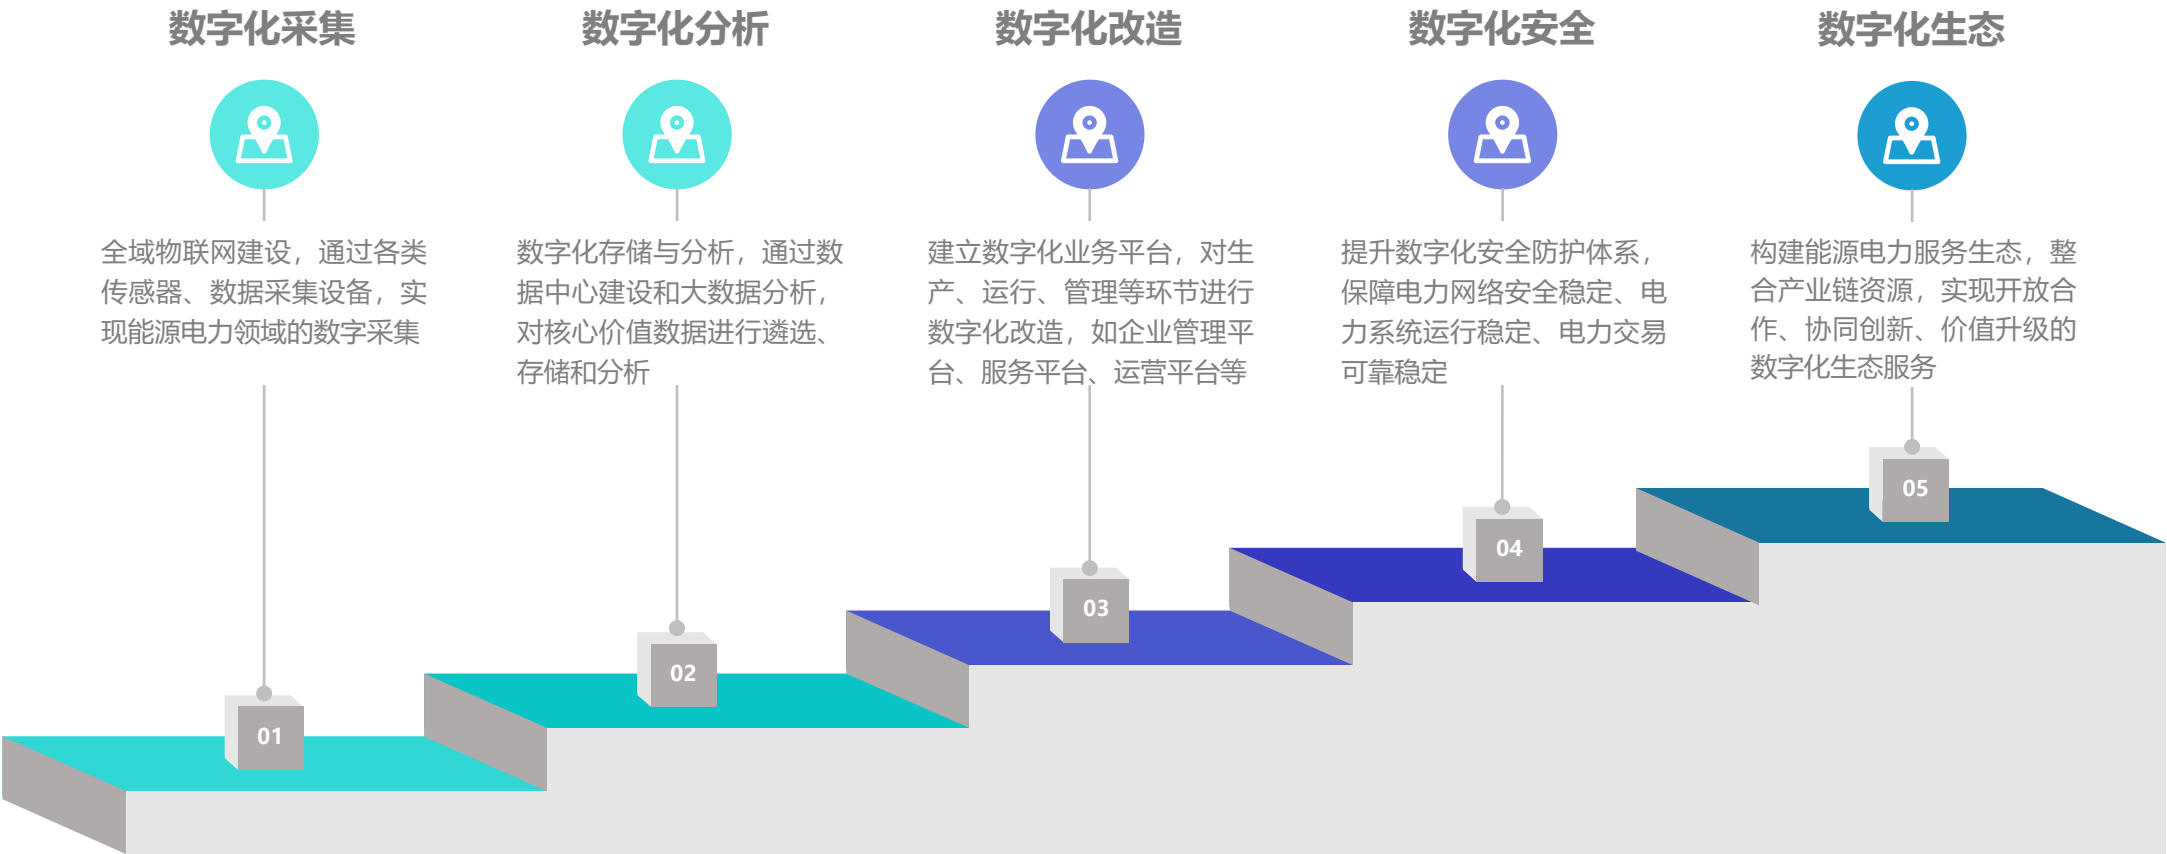 数字化采集
全域物联网建设，通过各类
传感器、数据采集设备，实
现能源电力领域的数字采集
01
数字化分析
数字化存储与分析，通过数
据中心建设和大数据分析，
对核心价值数据进行遴选、
存储和分析
02
数字化改造
建立数字化业务平台，对生
产、运行、管理等环节进行
数字化改造，如企业管理平
台、服务平台、运营平台等
03
数字化安全
提升数字化安全防护体系，
保障电力网络安全稳定、电
力系统运行稳定、电力交易
可靠稳定
04
数字化生态
构建能源电力服务生态，整
合产业链资源，实现开放合
作、协同创新、价值升级的
数字化生态服务
05